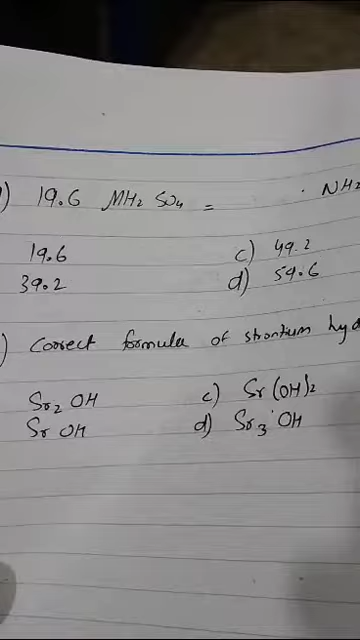 ) 19.6 MH2 SO4 = . NH2
19.6 c) 49.2
39.2 d) 59.6
) Correct formula of strontium hyd
Sr2 OH c) Sr (OH)2
Sr OH d) Sr3 OH